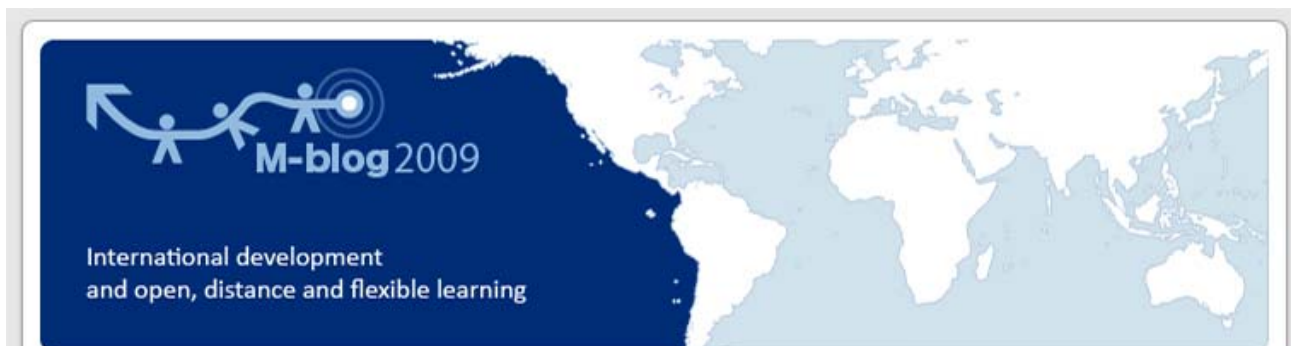 M-blog 2009
International development
and open, distance and flexible learning